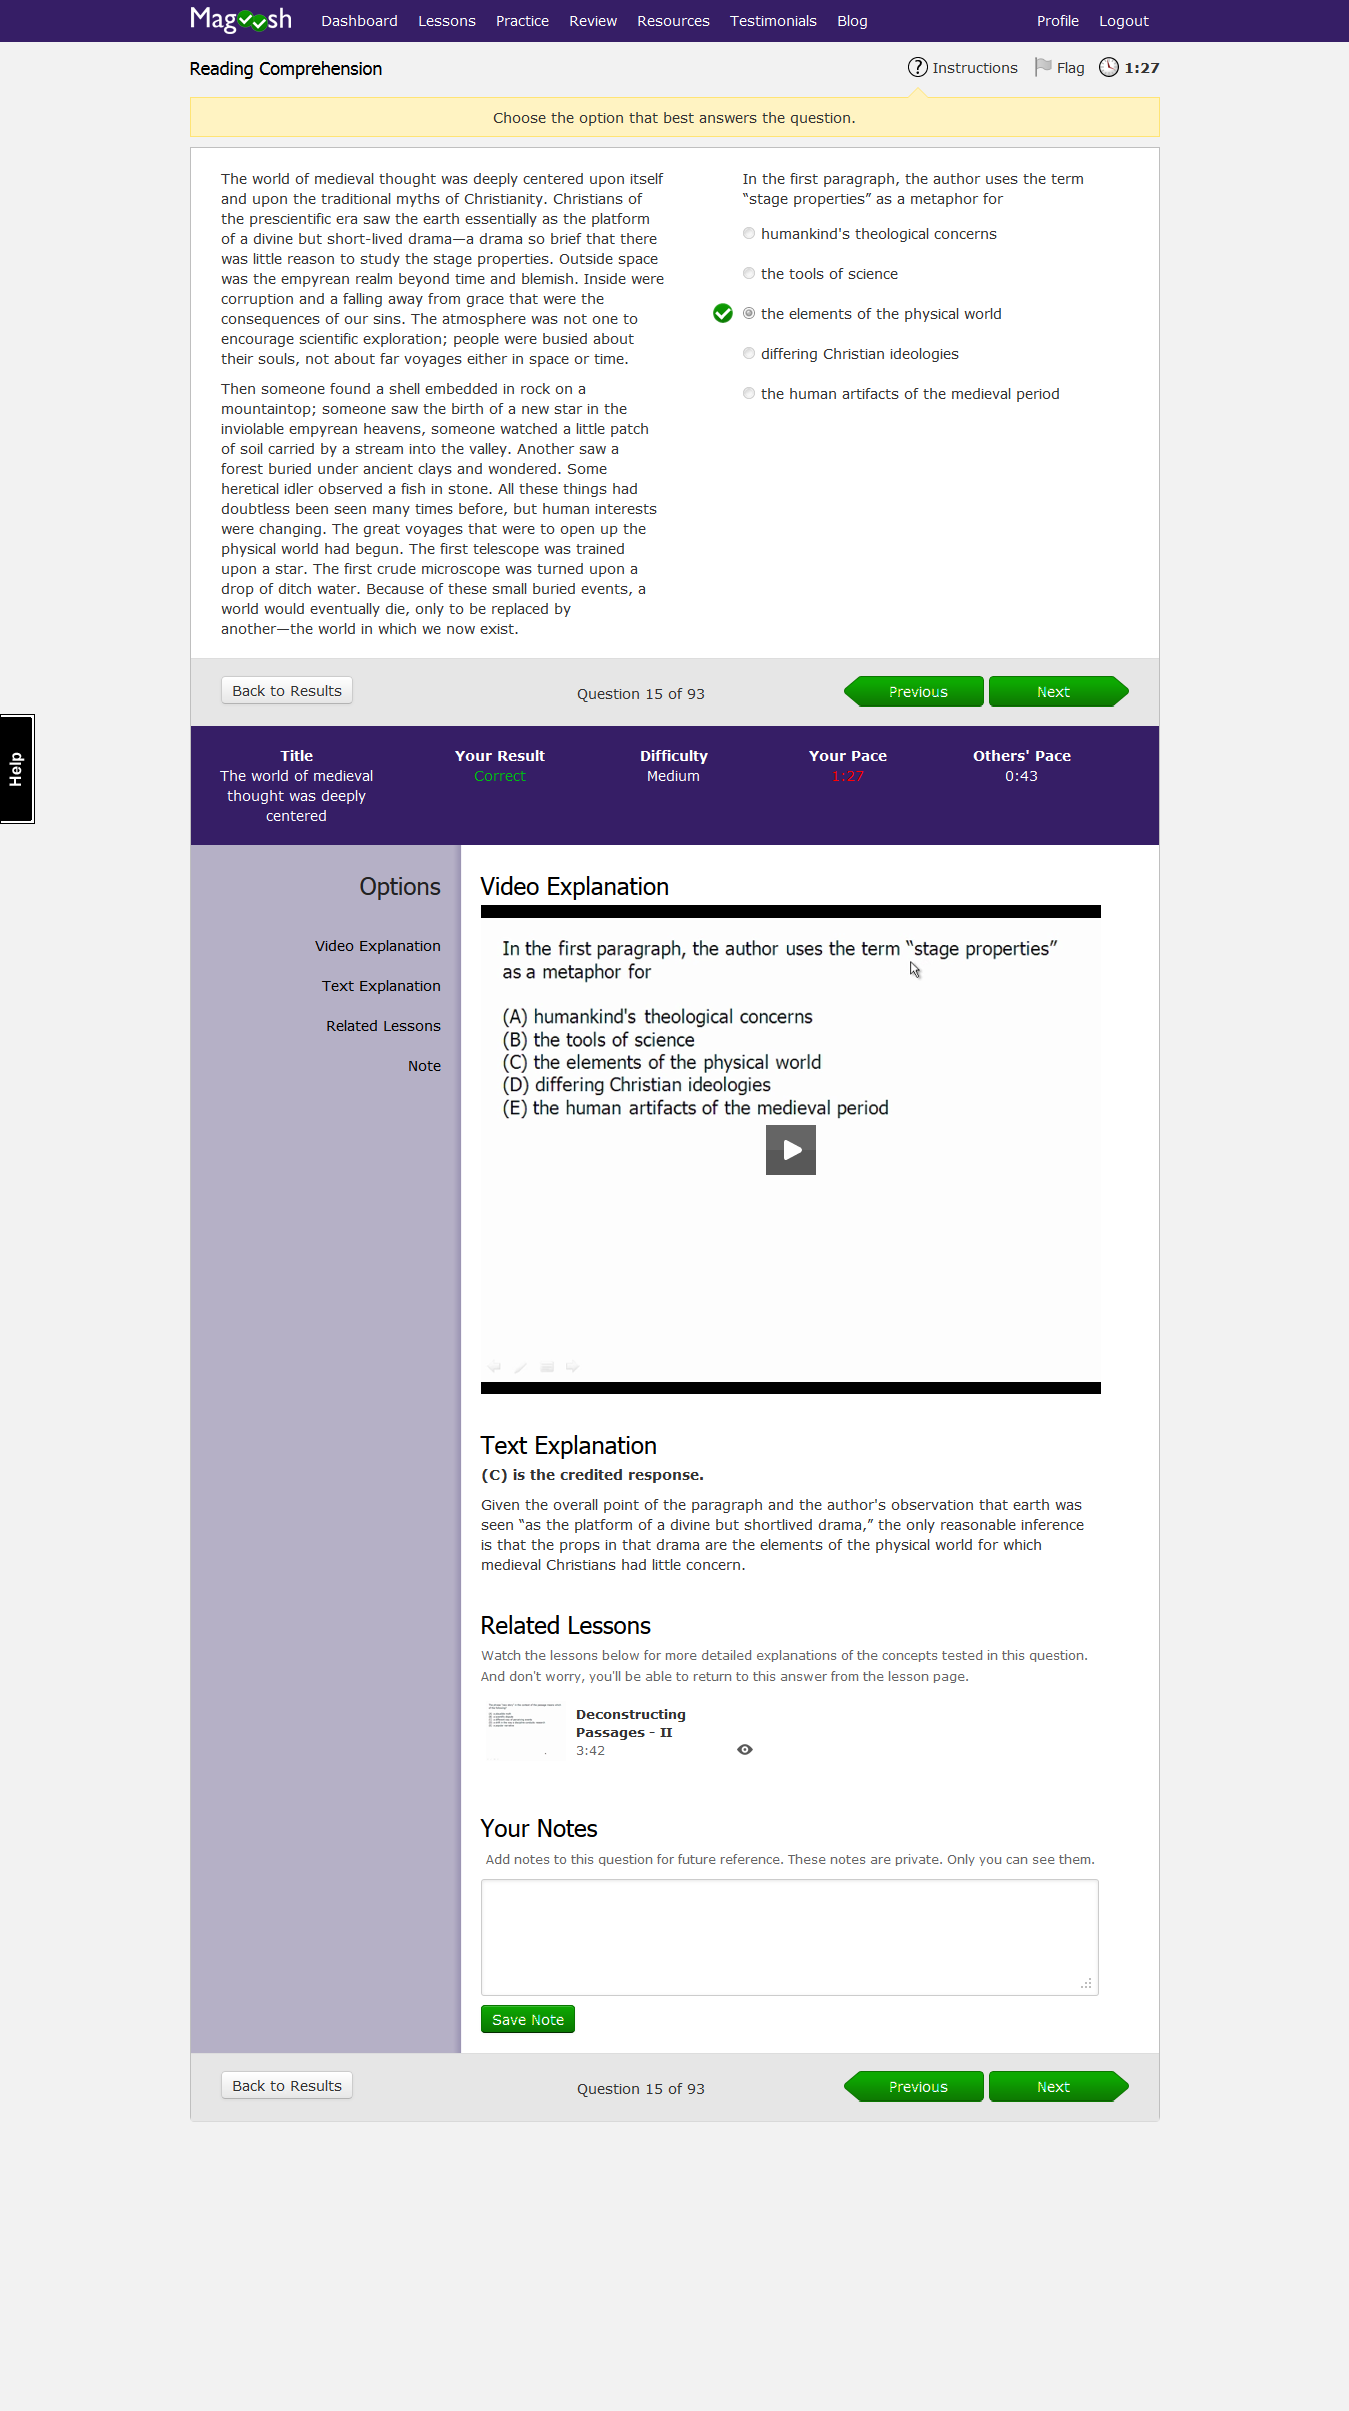 Magoosh Dashboard Lessons Practice Review Resources Testimonials Blog Profile Logout
Reading Comprehension
Instructions Flag 1:27
Choose the option that best answers the question.
The world of medieval thought was deeply centered upon itself
and upon the traditional myths of Christianity. Christians of
the prescientific era saw the earth essentially as the platform
of a divine but short-lived drama—a drama so brief that there
was little reason to study the stage properties. Outside space
was the empyrean realm beyond time and blemish. Inside were
corruption and a falling away from grace that were the
consequences of our sins. The atmosphere was not one to
encourage scientific exploration; people were busied about
their souls, not about far voyages either in space or time.
Then someone found a shell embedded in rock on a
mountaintop; someone saw the birth of a new star in the
inviolable empyrean heavens, someone watched a little patch
of soil carried by a stream into the valley. Another saw a
forest buried under ancient clays and wondered. Some
heretical idler observed a fish in stone. All these things had
doubtless been seen many times before, but human interests
were changing. The great voyages that were to open up the
physical world had begun. The first telescope was trained
upon a star. The first crude microscope was turned upon a
drop of ditch water. Because of these small buried events, a
world would eventually die, only to be replaced by
another—the world in which we now exist.
In the first paragraph, the author uses the term
“stage properties” as a metaphor for
humankind's theological concerns
the tools of science
the elements of the physical world
differing Christian ideologies
the human artifacts of the medieval period
Back to Results
Question 15 of 93
Previous Next
Help
Title
The world of medieval
thought was deeply
centered
Your Result
Correct
Difficulty
Medium
Your Pace
1:27
Others' Pace
0:43
Options
Video Explanation
Text Explanation
Related Lessons
Note
Video Explanation
In the first paragraph, the author uses the term “stage properties”
as a metaphor for
(A) humankind's theological concerns
(B) the tools of science
(C) the elements of the physical world
(D) differing Christian ideologies
(E) the human artifacts of the medieval period
Text Explanation
(C) is the credited response.
Given the overall point of the paragraph and the author's observation that earth was
seen “as the platform of a divine but shortlived drama,” the only reasonable inference
is that the props in that drama are the elements of the physical world for which
medieval Christians had little concern.
Related Lessons
Watch the lessons below for more detailed explanations of the concepts tested in this question.
And don't worry, you'll be able to return to this answer from the lesson page.
Deconstructing
Passages - II
3:42
Your Notes
Add notes to this question for future reference. These notes are private. Only you can see them.
Save Note
Back to Results
Question 15 of 93
Previous Next